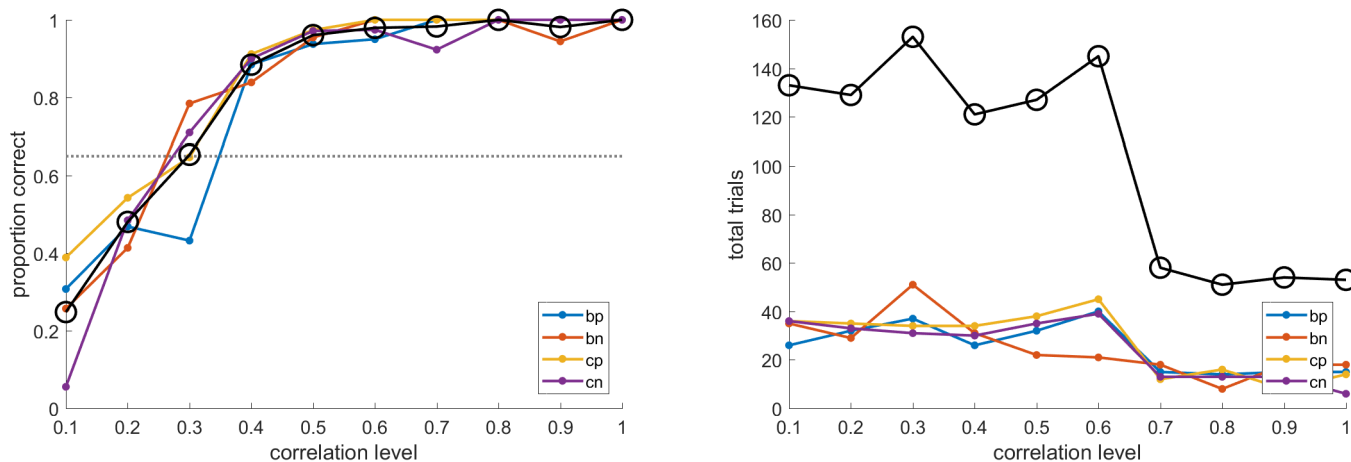 proportion correct
1
0.8
0.6
0.4
0.2
0
0.1 0.2 0.3 0.4 0.5 0.6 0.7 0.8 0.9 1
correlation level
bp
bn
cp
cn
total trials
160
140
120
100
80
60
40
20
0
0.1 0.2 0.3 0.4 0.5 0.6 0.7 0.8 0.9 1
correlation level
bp
bn
cp
cn